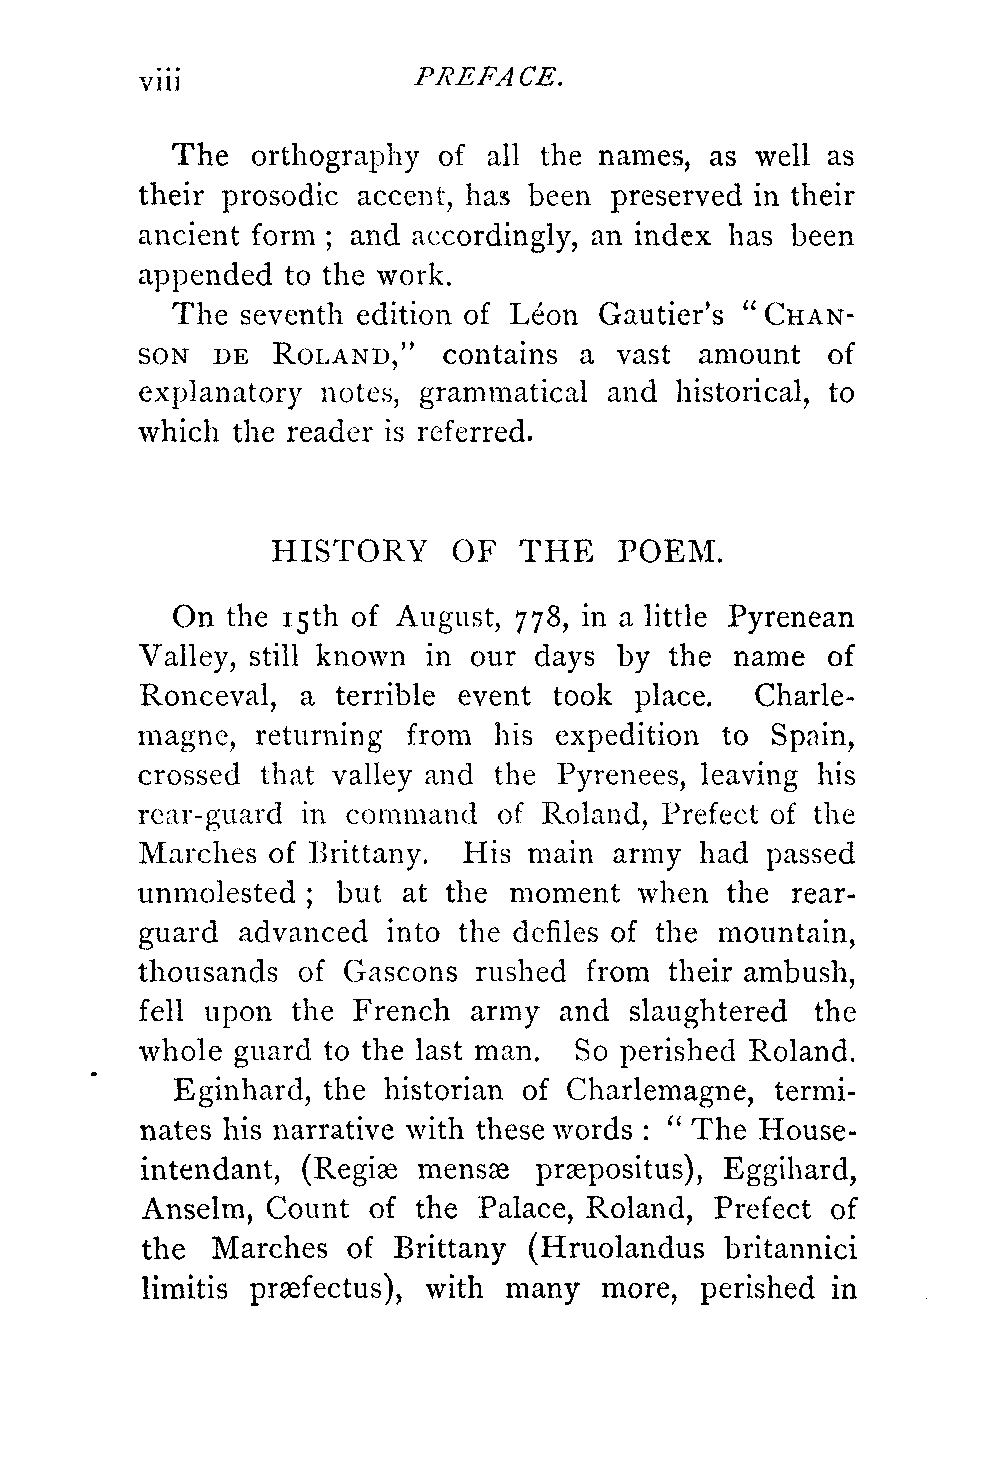 viii PREFACE.
The orthography of all the names, as well as
their prosodic accent, has been preserved in their
ancient form ; and accordingly, an index has been
appended to the work.
The seventh edition of Léon Gautier's “ CHAN-
SON DE ROLAND,” contains a vast amount of
explanatory notes, grammatical and historical, to
which the reader is referred.
HISTORY OF THE POEM.
On the 15th of August, 778, in a little Pyrenean
Valley, still known in our days by the name of
Ronceval, a terrible event took place. Charle-
magne, returning from his expedition to Spain,
crossed that valley and the Pyrenees, leaving his
rear-guard in command of Roland, Prefect of the
Marches of Brittany. His main army had passed
unmolested ; but at the moment when the rear-
guard advanced into the defiles of the mountain,
thousands of Gascons rushed from their ambush,
fell upon the French army and slaughtered the
whole guard to the last man. So perished Roland.
Eginhard, the historian of Charlemagne, termi-
nates his narrative with these words : “ The House-
intendant, (Regiæ mensæ præpositus), Eggihard,
Anselm, Count of the Palace, Roland, Prefect of
the Marches of Brittany (Hruolandus britannici
limitis præfectus), with many more, perished in